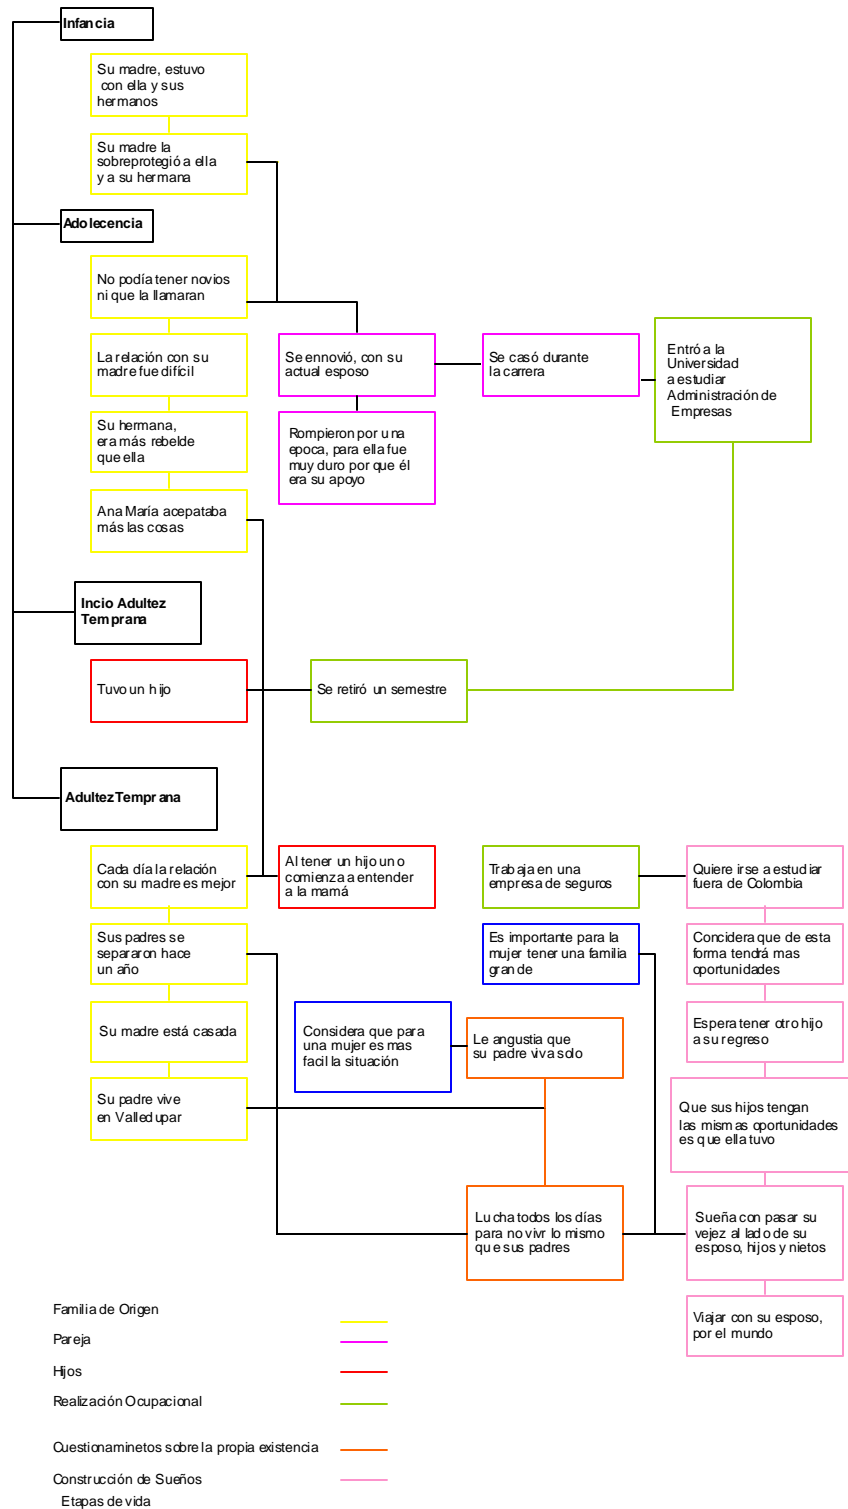 Infancia
Su madre, estuvo
con ella y sus
hermanos
Su madre la
sobreprotegió a ella
y a su hermana
Adolecencia
No podía tener novios
ni que la llamaran
La relación con su
madre fue difícil
Su hermana,
era más rebelde
que ella
Ana María acepataba
más las cosas
Se ennovió, con su
actual esposo
Rompieron por una
epoca, para ella fue
muy duro por que él
era su apoyo
Se casó durante
la carrera
Entró a la
Universidad
a estudiar
Administración de
Empresas
Incio Adultez
Temprana
Tuvo un hijo
Se retiró un semestre
Adultez Temprana
Cada día la relación
con su madre es mejor
Al tener un hijo uno
comienza a entender
a la mamá
Trabaja en una
empresa de seguros
Quiere irse a estudiar
fuera de Colombia
Sus padres se
separaron hace
un año
Es importante para la
mujer tener una familia
grande
Concidera que de esta
forma tendrá mas
oportunidades
Su madre está casada
Considera que para
una mujer es mas
facil la situación
Le angustia que
su padre viva solo
Espera tener otro hijo
a su regreso
Su padre vive
en Valledupar
Que sus hijos tengan
las mismas oportunidades
es que ella tuvo
Lucha todos los días
para no vivr lo mismo
que sus padres
Sueña con pasar su
vejez al lado de su
esposo, hijos y nietos
Viajar con su esposo,
por el mundo
Familia de Origen
Pareja
Hijos
Realización Ocupacional
Cuestionaminetos sobre la propia existencia
Construcción de Sueños
Etapas de vida